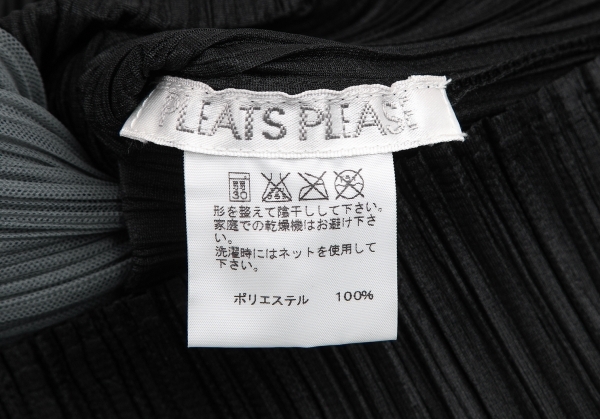 PLEATS PLEASE
弱
30
形を整えて陰干しして下さい。
家庭での乾燥機はお避け下さ
い。
洗濯時にはネットを使用して
下さい。
ポリエステル 100%